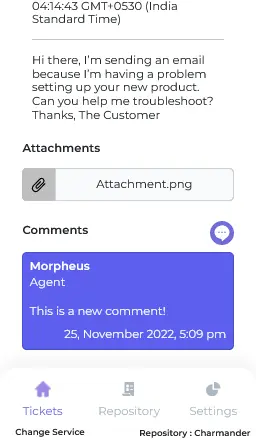 04:14:43 GMT+0530 (India
Standard Time)
Hi there, I'm sending an email
because I'm having a problem
setting up your new product.
Can you help me troubleshoot?
Thanks, The Customer
Attachments
Attachment.png
Comments
Morpheus
Agent
This is a new comment!
25, November 2022, 5:09 pm
Tickets
Repository
Settings
Change Service
Repository : Charmander